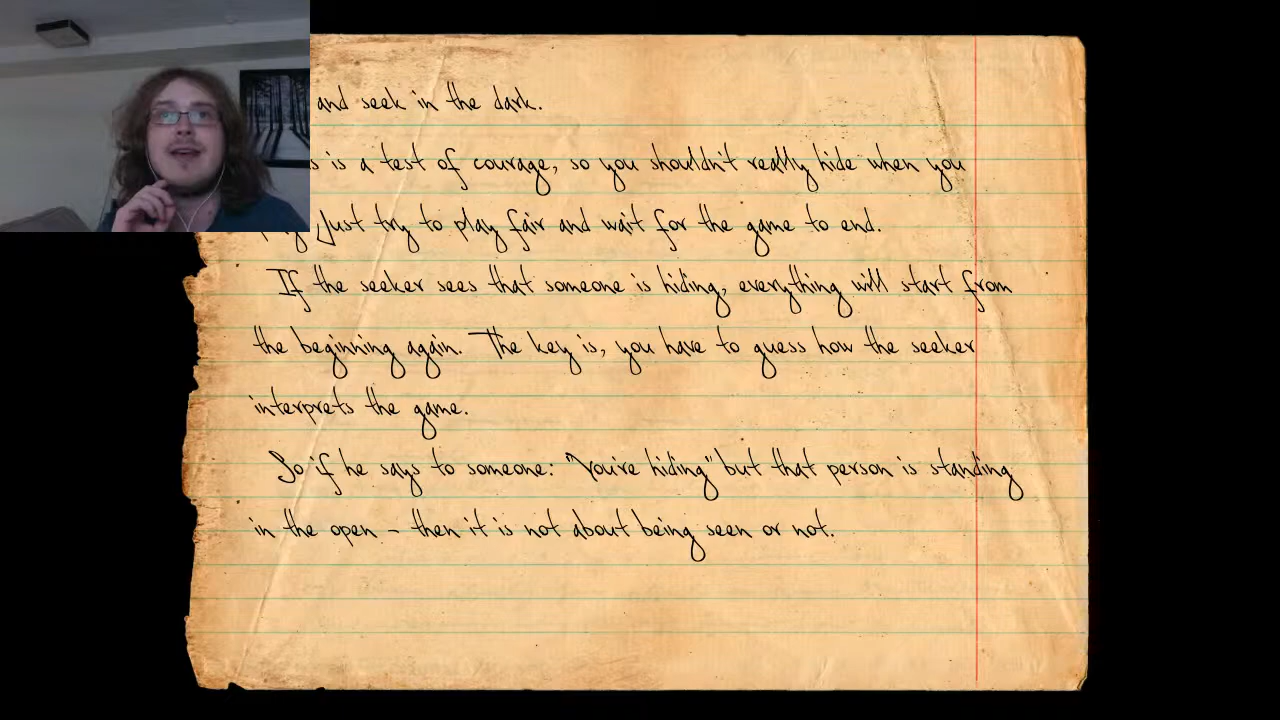 and seek in the dark.
is a test of courage, so you shouldn't really hide when you
Just try to play fair and wait for the game to end.
If the seeker sees that someone is hiding, everything will start from
the beginning again. The key is, you have to guess how the seeker
interprets the game.
So if he says to someone: "You're hiding" but that person is standing
in the open - then it is not about being seen or not.